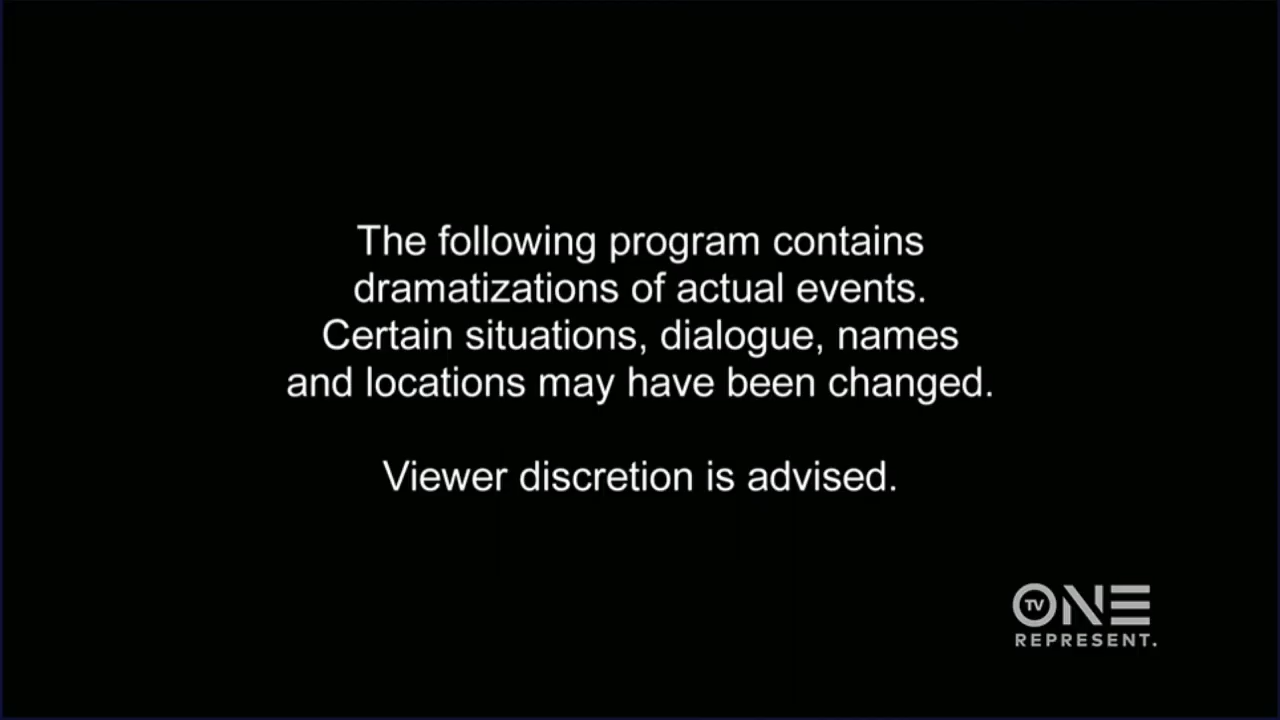 The following program contains
dramatizations of actual events.
Certain situations, dialogue, names
and locations may have been changed.
Viewer discretion is advised.
TV ONE
REPRESENT.